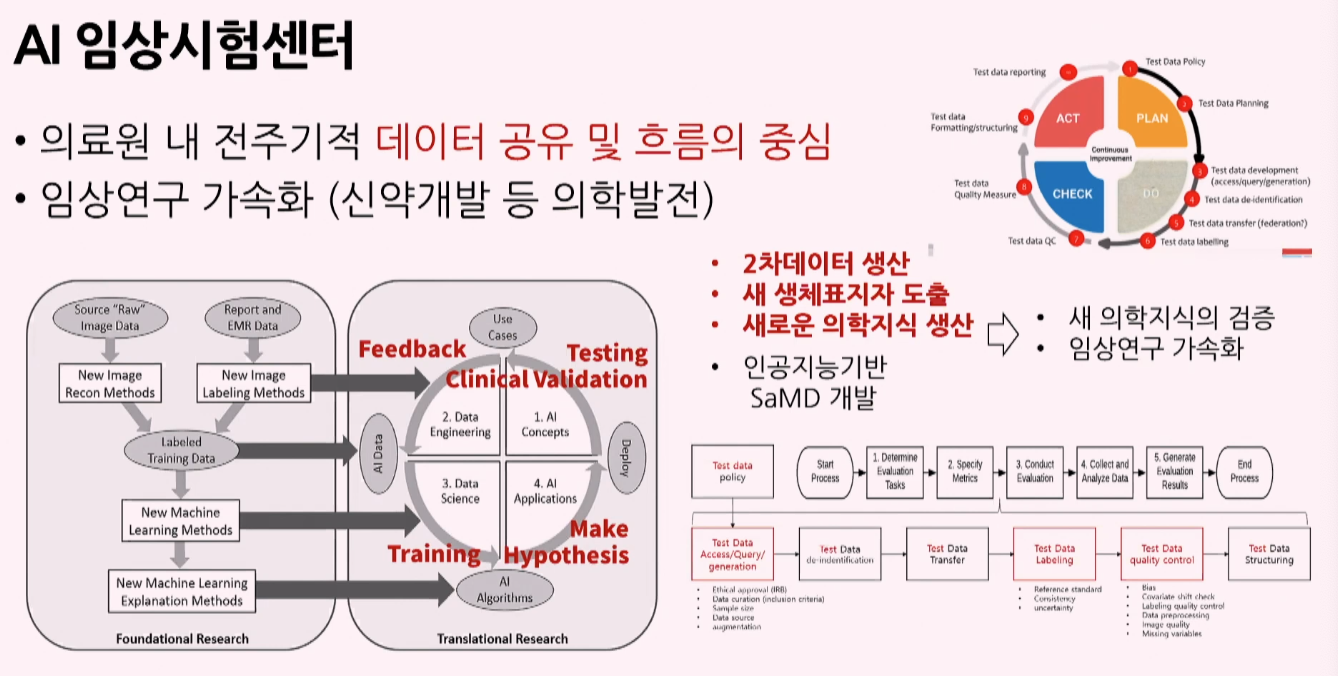 AI 임상시험센터
• 의료원 내 전주기적 데이터 공유 및 흐름의 중심
• 임상연구 가속화 (신약개발 등 의학발전)
Test data reporting
Test Data Policy
Test Data Planning
Test data
Formatting/structuring
ACT
PLAN
Continuous
Improvement
Test data development
(access/query/generation)
Test data
Quality Measure
CHECK
DO
Test data de-identification
Test data transfer (federation?)
Test data QC
Test data labelling
1
2
3
4
5
6
7
8
9
• 2차데이터 생산
• 새 생체표지자 도출
• 새로운 의학지식 생산
• 인공지능기반
SaMD 개발
• 새 의학지식의 검증
• 임상연구 가속화
Source "Raw"
Image Data
Report and
EMR Data
New Image
Recon Methods
New Image
Labeling Methods
Labeled
Training Data
New Machine
Learning Methods
New Machine Learning
Explanation Methods
Foundational Research
Use
Cases
Feedback
Testing
Clinical Validation
2. Data
Engineering
1. AI
Concepts
AI Data
Deploy
3. Data
Science
4. AI
Applications
Training
Make
Hypothesis
AI
Algorithms
Translational Research
Test data
policy
Start
Process
1. Determine
Evaluation
Tasks
2. Specify
Metrics
3. Conduct
Evaluation
4. Collect and
Analyze Data
5. Generate
Evaluation
Results
End
Process
Test Data
Access/Query/
generation
Test Data
de-indentification
Test Data
Transfer
Test Data
Labeling
Test Data
quality control
Test Data
Structuring
• Ethical approval (IRB)
• Data curation (inclusion criteria)
• Sample size
• Data source
• augmentation
• Reference standard
• Consistency
• uncertainty
• Bias
• Covariate shift check
• Labeling quality control
• Data preprocessing
• Image quality
• Missing variables